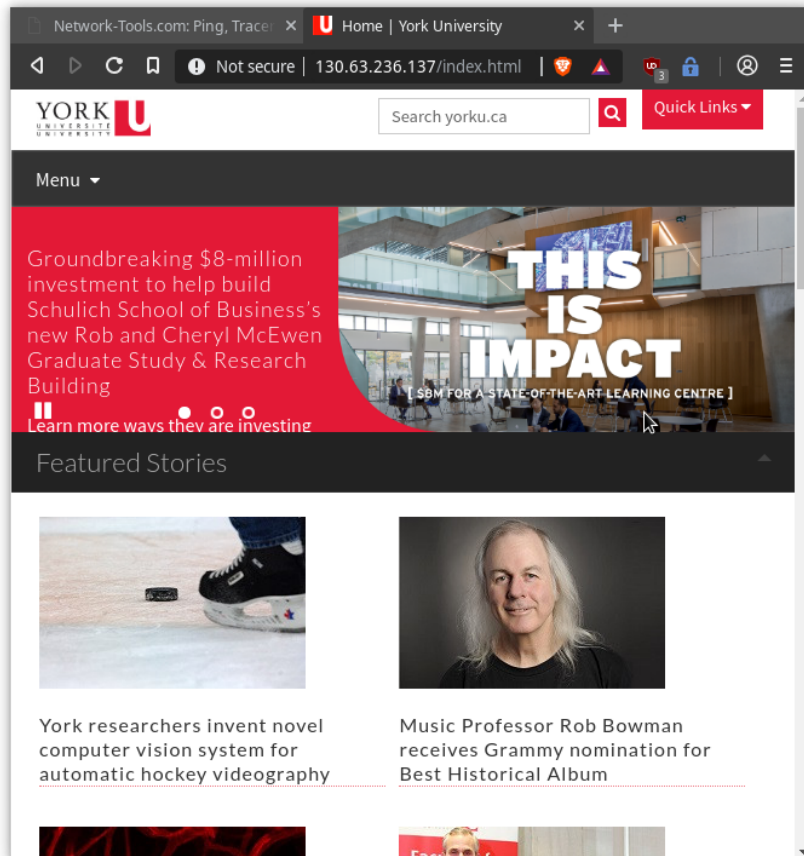 Network-Tools.com: Ping, Tracer
Home | York University
Not secure | 130.63.236.137/index.html
UD
3
YORK U
UNIVERSITÉ
UNIVERSITY
Search yorku.ca
Quick Links
Menu
Groundbreaking $8-million
investment to help build
Schulich School of Business’s
new Rob and Cheryl McEwen
Graduate Study & Research
Building
Learn more ways they are investing
THIS
IS
IMPACT
[ $8M FOR A STATE-OF-THE-ART LEARNING CENTRE ]
Featured Stories
York researchers invent novel
computer vision system for
automatic hockey videography
Music Professor Rob Bowman
receives Grammy nomination for
Best Historical Album